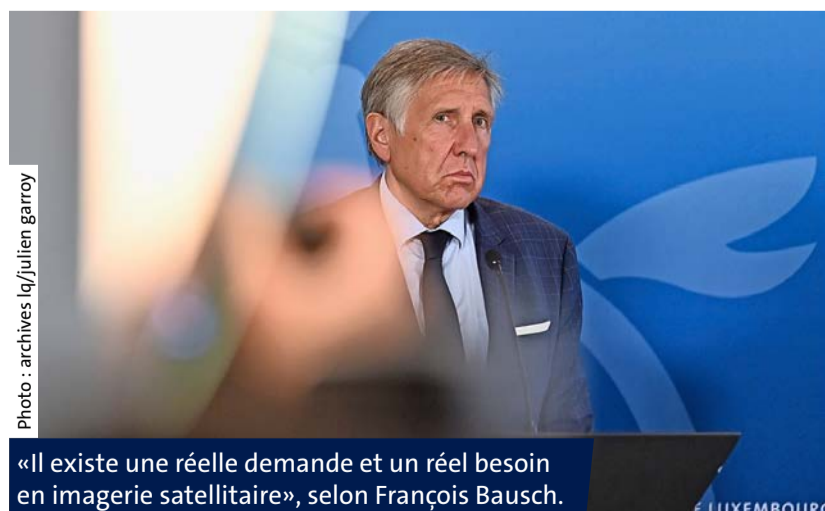 Photo : archives lq/julien garroy
«Il existe une réelle demande et un réel besoin
en imagerie satellitaire», selon François Bausch.
LUXEMBOURG